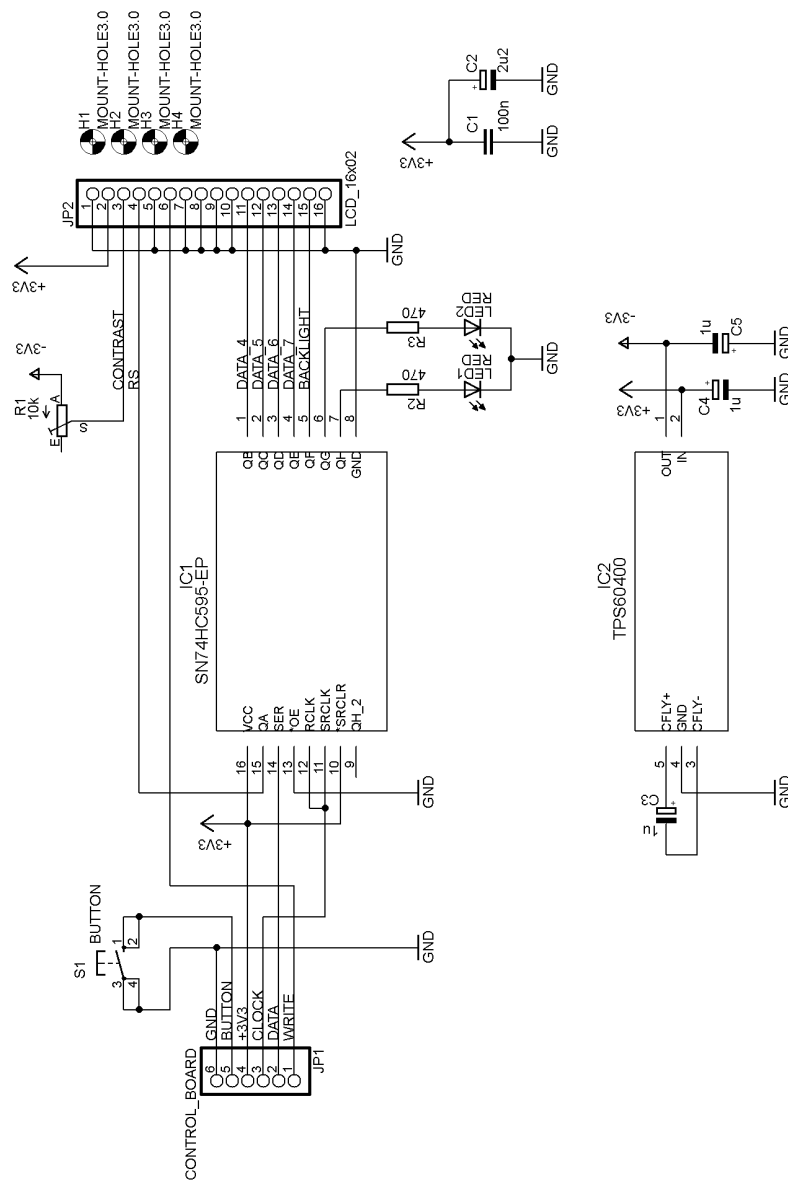 H1
MOUNT-HOLE3.0
H2
MOUNT-HOLE3.0
H3
MOUNT-HOLE3.0
H4
MOUNT-HOLE3.0
JP2
1
2
3
4
5
6
7
8
9
10
11
12
13
14
15
16
LCD_16x02
+3V3
C1
100n
C2
2u2
+
GND
GND
+3V3
-3V3
R1
10k
A
E
S
CONTRAST
RS
DATA_4
DATA_5
DATA_6
DATA_7
BACKLIGHT
GND
R3
470
LED2
RED
R2
470
LED1
RED
GND
IC1
SN74HC595-EP
1
QB
2
QC
3
QD
4
QE
5
QF
6
QG
7
QH
8
GND
16
VCC
15
QA
14
SER
13
*OE
12
RCLK
11
SRCLK
10
*SRCLR
9
QH_2
+3V3
GND
S1
BUTTON
1
2
3
4
GND
CONTROL_BOARD
JP1
6
GND
5
BUTTON
4
+3V3
3
CLOCK
2
DATA
1
WRITE
-3V3
+3V3
C5
1u
+
C4
1u
+
GND
GND
IC2
TPS60400
1
OUT
2
IN
5
CFLY+
4
GND
3
CFLY-
C3
1u
+
GND